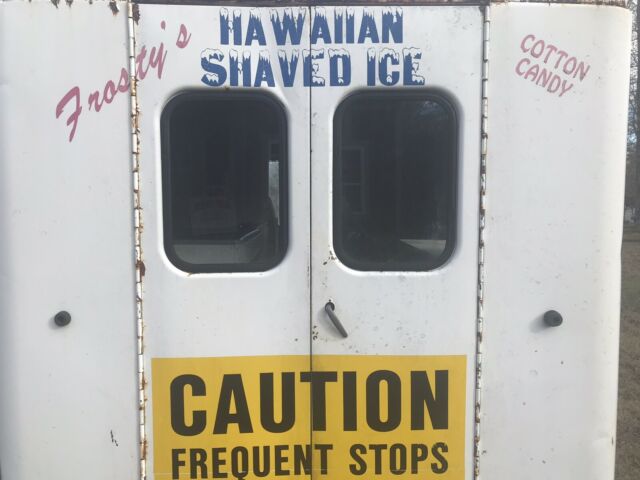 Frosty's
HAWAIIAN
SHAVED ICE
COTTON
CANDY
CAUTION
FREQUENT STOPS